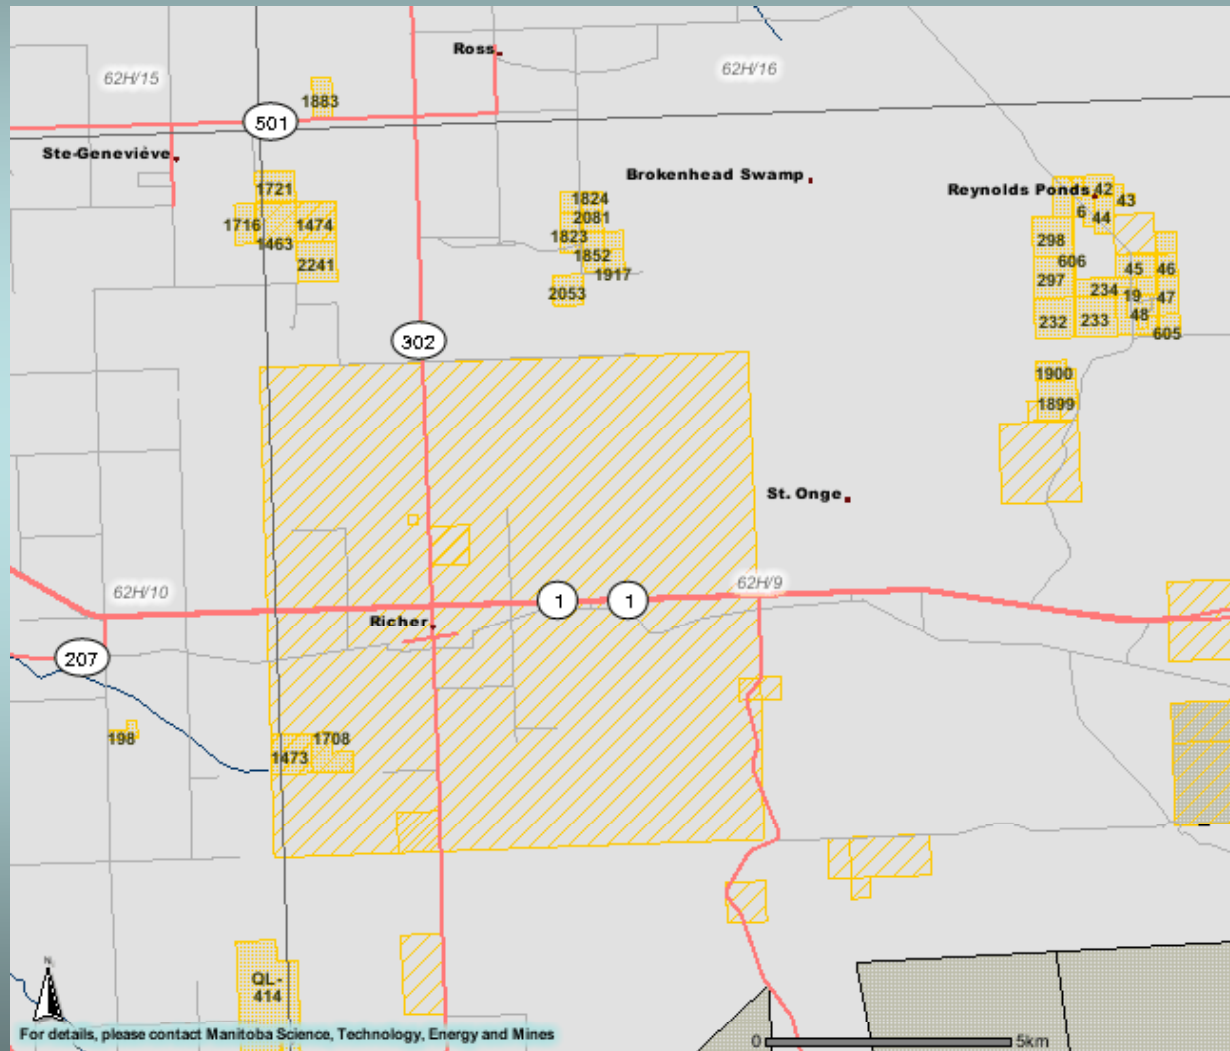 Ross
62H/15
62H/16
1883
501
Ste-Geneviéve
Brokenhead Swamp
1721
Reynolds Ponds
42
43
1824
6
44
1716
1474
2081
1463
1823
298
1852
606
2241
1917
45
46
297
2053
234
19
47
232
233
48
605
302
1900
1899
St. Onge
62H/10
62H/9
1
1
Richer
207
198
1708
1473
QL-
414
N
For details, please contact Manitoba Science, Technology, Energy and Mines
0
5km